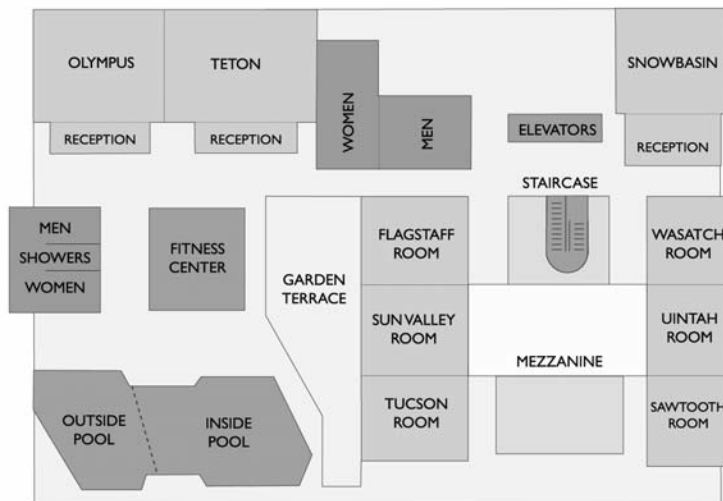 OLYMPUS
TETON
SNOWBASIN
RECEPTION
RECEPTION
WOMEN
MEN
ELEVATORS
RECEPTION
STAIRCASE
MEN
SHOWERS
WOMEN
FITNESS
CENTER
GARDEN
TERRACE
FLAGSTAFF
ROOM
WASATCH
ROOM
SUN VALLEY
ROOM
MEZZANINE
UINTAH
ROOM
OUTSIDE
POOL
INSIDE
POOL
TUCSON
ROOM
SAWTOOTH
ROOM